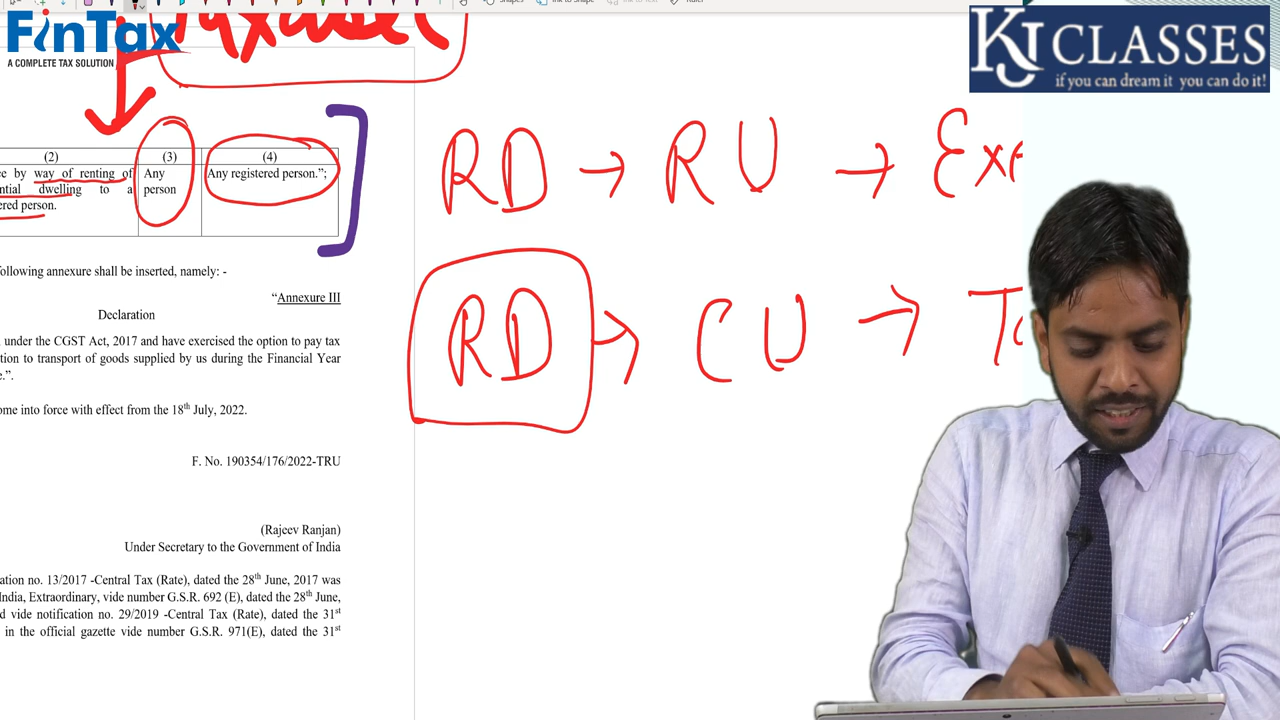 FinTax
A COMPLETE TAX SOLUTION
KJ CLASSES
if you can dream it you can do it!
(2) (3) (4)
by way of renting of Any Any registered person.”;
dwelling to a person
person.
RD → RU →
RD → CU →
following annexure shall be inserted, namely: -
“Annexure III
Declaration
under the CGST Act, 2017 and have exercised the option to pay tax
to transport of goods supplied by us during the Financial Year
into force with effect from the 18th July, 2022.
F. No. 190354/176/2022-TRU
(Rajeev Ranjan)
Under Secretary to the Government of India
no. 13/2017 -Central Tax (Rate), dated the 28th June, 2017 was
India, Extraordinary, vide number G.S.R. 692 (E), dated the 28th June,
vide notification no. 29/2019 -Central Tax (Rate), dated the 31st
in the official gazette vide number G.S.R. 971(E), dated the 31st